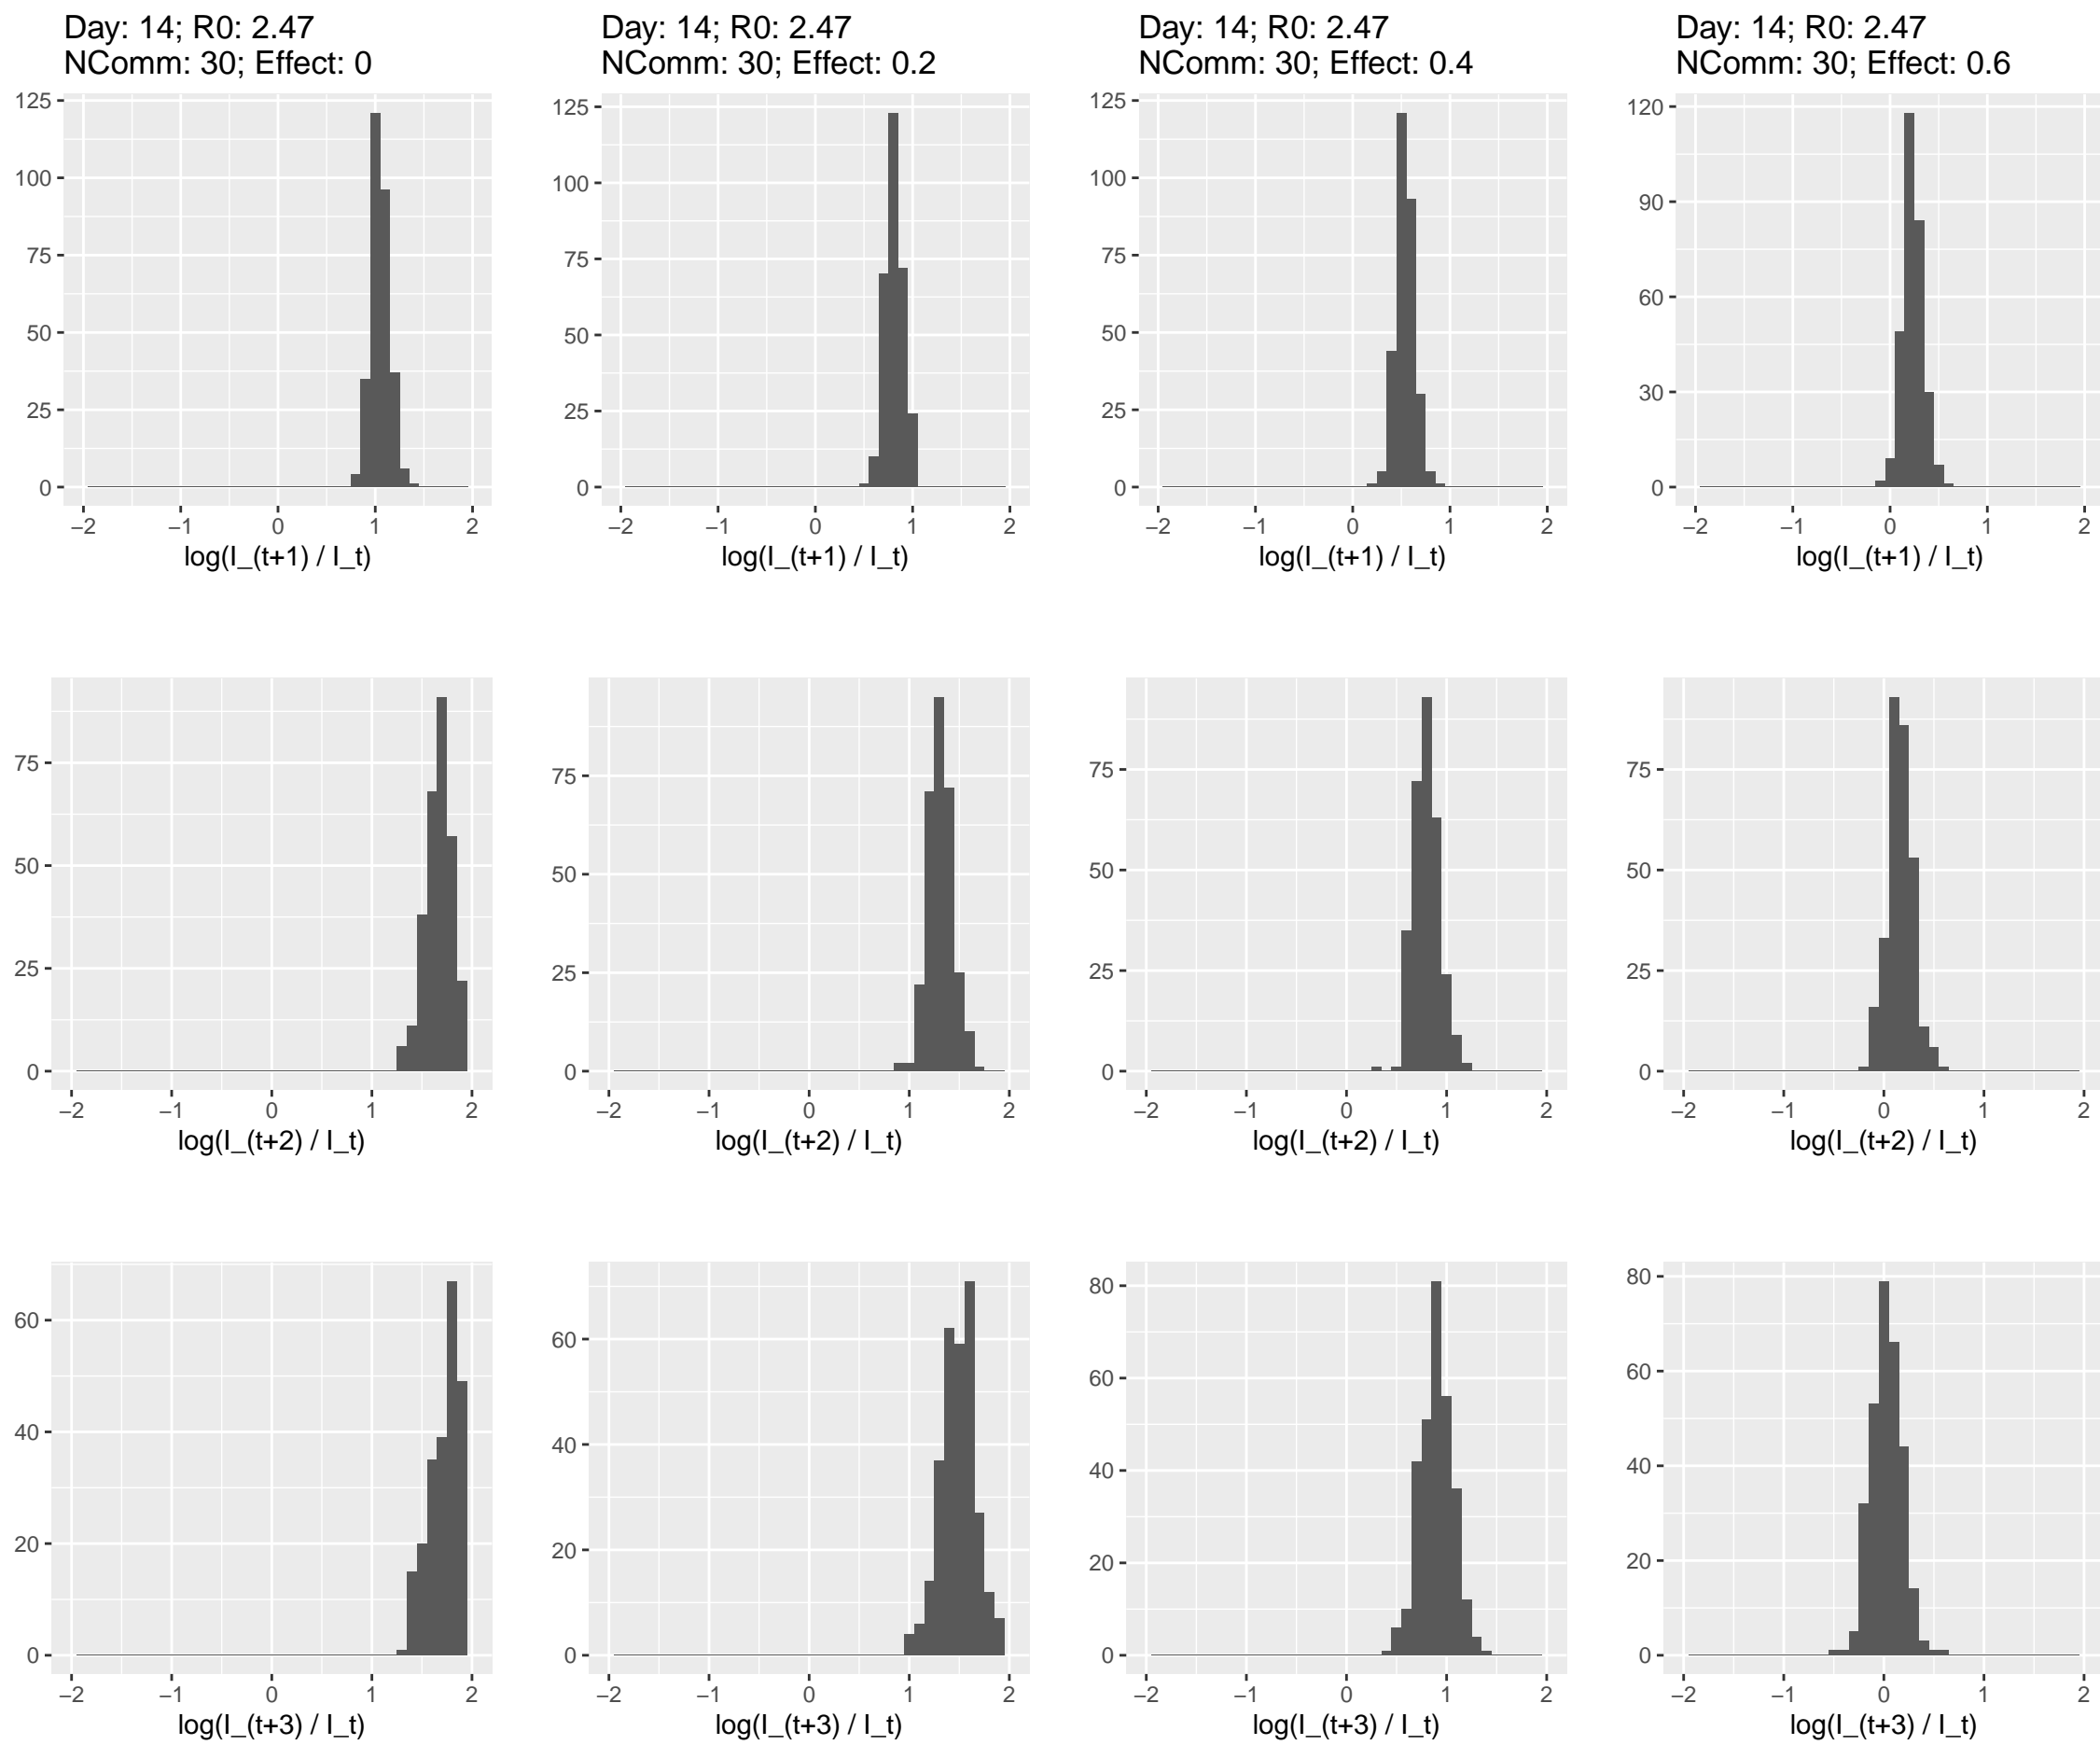 Day: 14; R0: 2.47
NComm: 30; Effect: 0
125
100
75
50
25
0
−2 −1 0 1 2
log(I_(t+1) / I_t)
Day: 14; R0: 2.47
NComm: 30; Effect: 0.2
125
100
75
50
25
0
−2 −1 0 1 2
log(I_(t+1) / I_t)
Day: 14; R0: 2.47
NComm: 30; Effect: 0.4
125
100
75
50
25
0
−2 −1 0 1 2
log(I_(t+1) / I_t)
Day: 14; R0: 2.47
NComm: 30; Effect: 0.6
120
90
60
30
0
−2 −1 0 1 2
log(I_(t+1) / I_t)
75
50
25
0
−2 −1 0 1 2
log(I_(t+2) / I_t)
75
50
25
0
−2 −1 0 1 2
log(I_(t+2) / I_t)
75
50
25
0
−2 −1 0 1 2
log(I_(t+2) / I_t)
75
50
25
0
−2 −1 0 1 2
log(I_(t+2) / I_t)
60
40
20
0
−2 −1 0 1 2
log(I_(t+3) / I_t)
60
40
20
0
−2 −1 0 1 2
log(I_(t+3) / I_t)
80
60
40
20
0
−2 −1 0 1 2
log(I_(t+3) / I_t)
80
60
40
20
0
−2 −1 0 1 2
log(I_(t+3) / I_t)